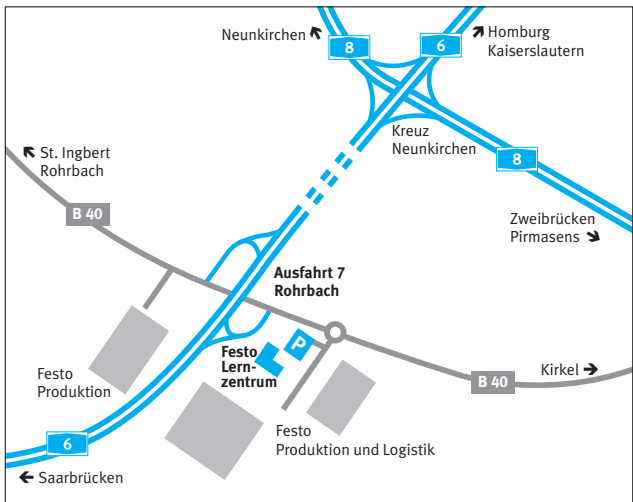 Neunkirchen
8
6
Homburg
Kaiserslautern
Kreuz
Neunkirchen
8
St. Ingbert
Rohrbach
B 40
Zweibrücken
Pirmasens
Ausfahrt 7
Rohrbach
P
Festo
Lern-
zentrum
Festo
Produktion
Kirkel
B 40
Festo
Produktion und Logistik
6
Saarbrücken